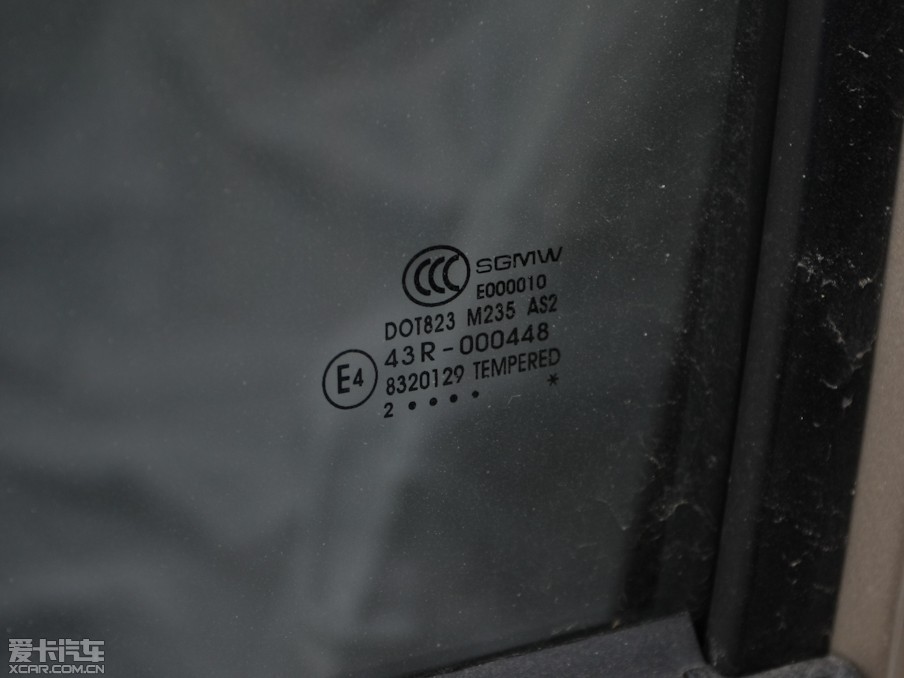 CCC SGMW
E000010
DOT823 M235 AS2
43R-000448
E4 8320129 TEMPERED
2 • • • • *
爱卡汽车
XCAR.COM.CN